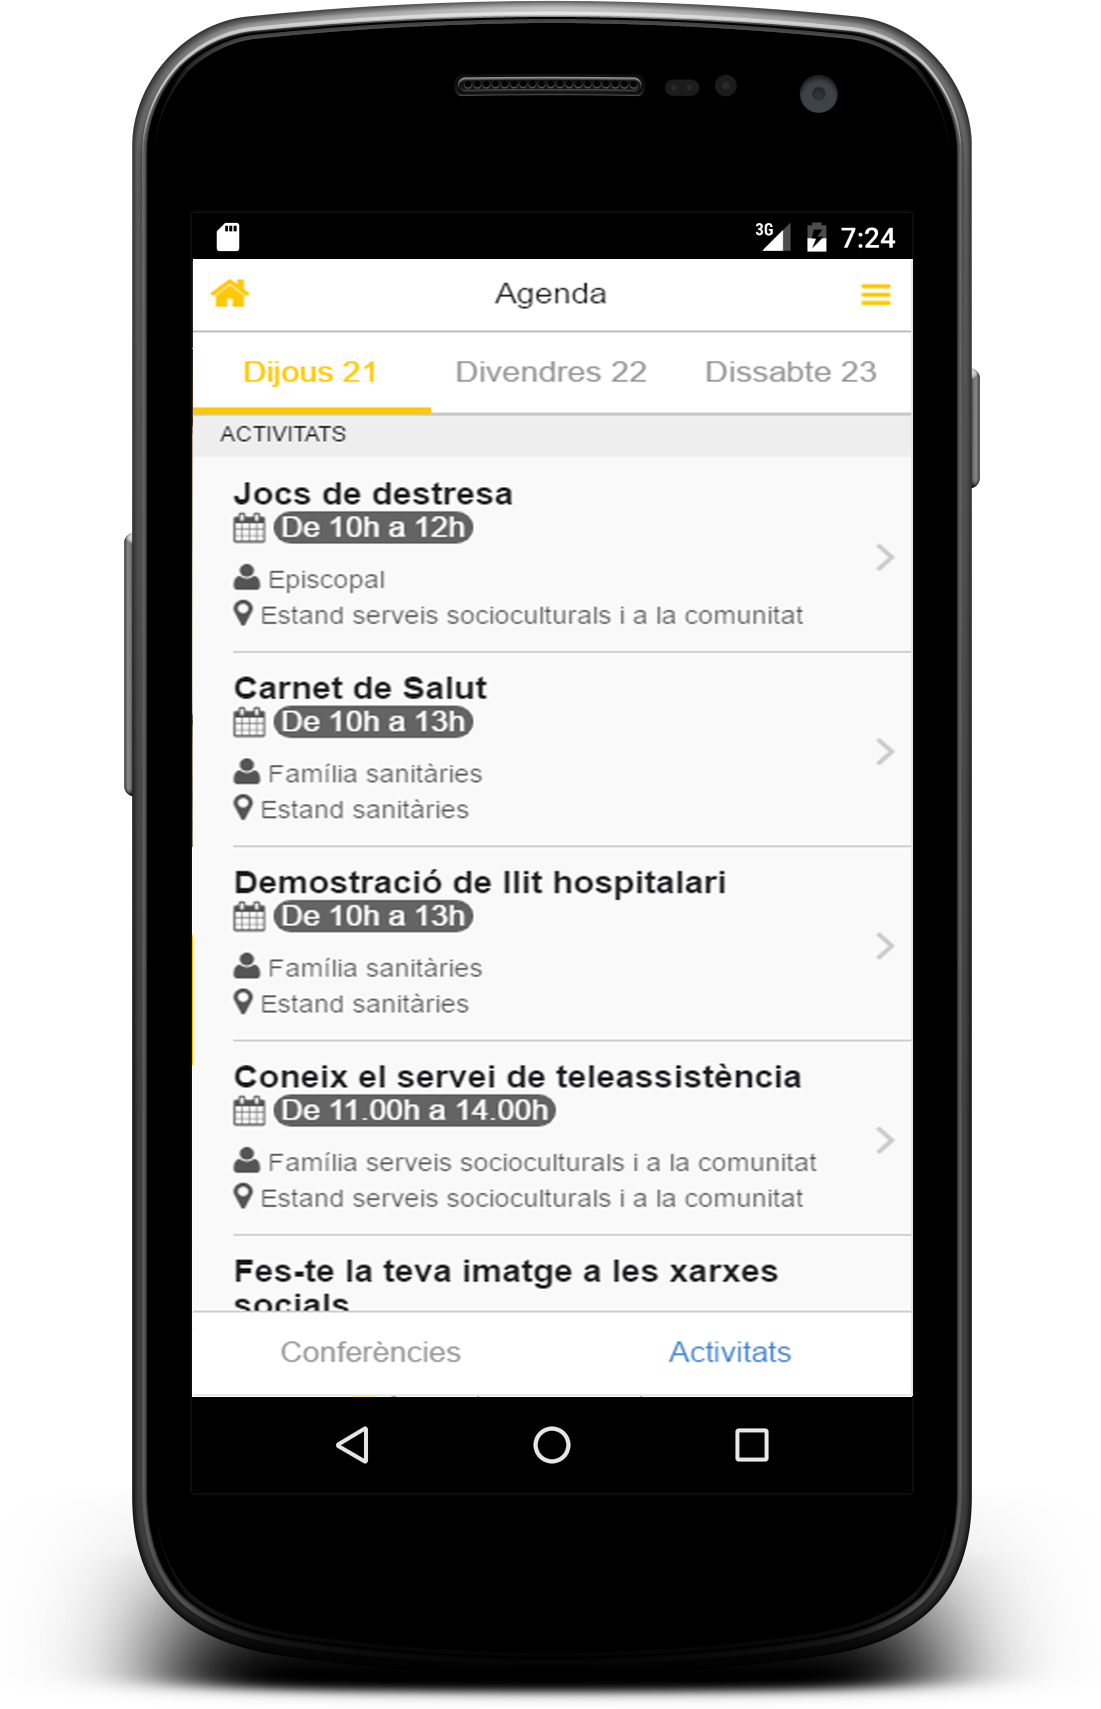 3G 7:24
Agenda
Dijous 21 Divendres 22 Dissabte 23
ACTIVITATS
Jocs de destresa
De 10h a 12h
Episcopal
Estand serveis socioculturals i a la comunitat
Carnet de Salut
De 10h a 13h
Família sanitàries
Estand sanitàries
Demostració de llit hospitalari
De 10h a 13h
Família sanitàries
Estand sanitàries
Coneix el servei de teleassistència
De 11.00h a 14.00h
Família serveis socioculturals i a la comunitat
Estand serveis socioculturals i a la comunitat
Fes-te la teva imatge a les xarxes
socials
Conferències Activitats